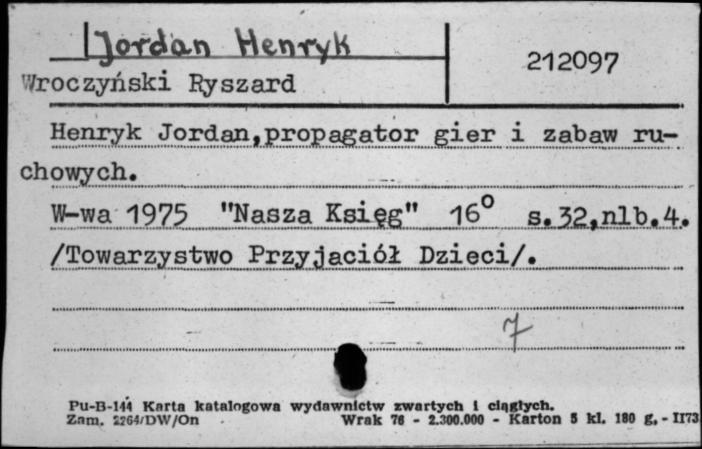 Jordan Henryk
212097
Wroczyński Ryszard
Henryk Jordan,propagator gier i zabaw ru-
chowych.
W-wa 1975 "Nasza Księg" 16° s.32,nlb.4.
/Towarzystwo Przyjaciół Dzieci/.
7
Pu-B-144 Karta katalogowa wydawnictw zwartych i ciągłych.
Zam. 2264/DW/On Wrak 76 - 2.300.000 - Karton 5 kl. 180 g. - II73